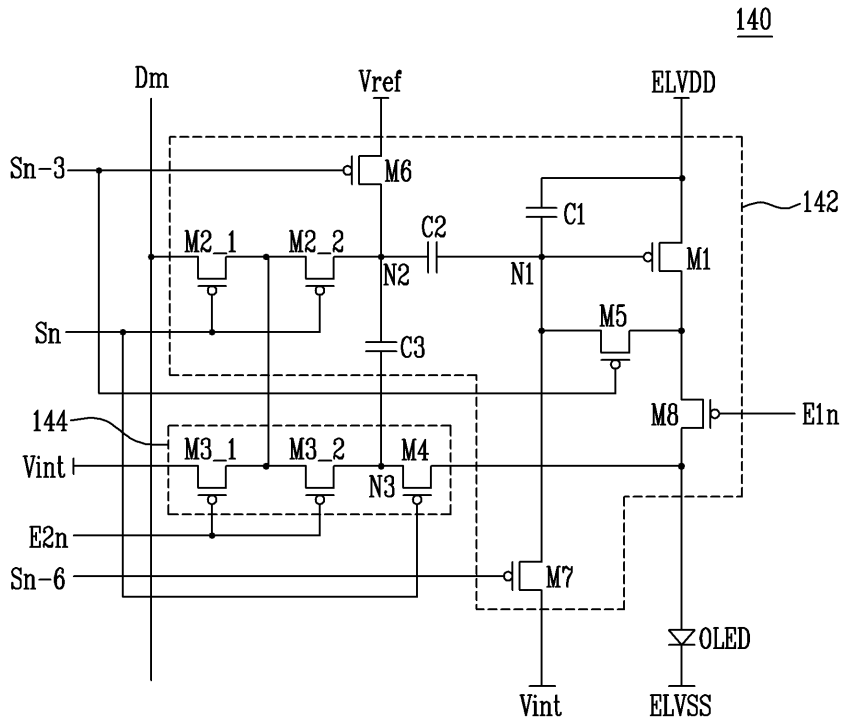 140
Dm
Vref
ELVDD
Sn-3
M6
C1
142
M2_1
M2_2
C2
N2
N1
M1
Sn
C3
M5
144
M8
E1n
M3_1
M3_2
M4
Vint
N3
E2n
Sn-6
M7
OLED
Vint
ELVSS